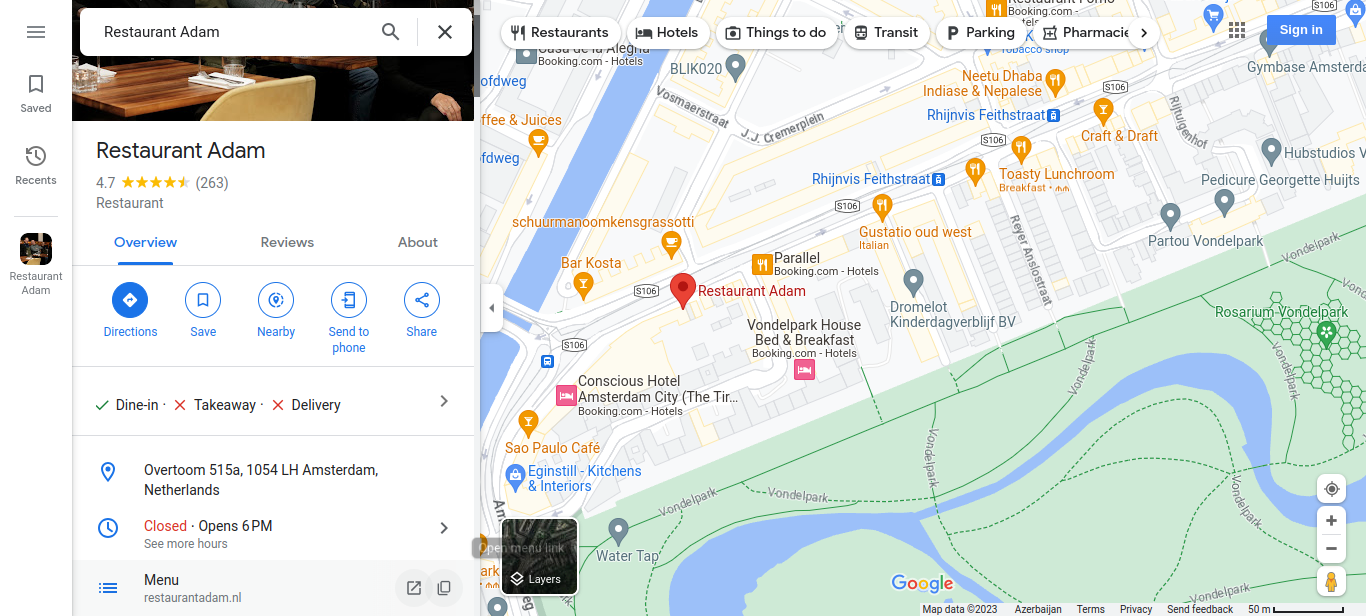 Restaurant Adam
Saved
Recents
Restaurant
Adam
Restaurant Adam
4.7 (263)
Restaurant
Overview
Reviews
About
Directions
Save
Nearby
Send to
phone
Share
Dine-in · Takeaway · Delivery
Overtoom 515a, 1054 LH Amsterdam,
Netherlands
Closed · Opens 6 PM
See more hours
Menu
restaurantadam.nl
Restaurants
Hotels
Things to do
Transit
Parking
Pharmacie
Sign in
Booking.com - Hotels
Booking.com -
Tobacco shop
BLIK020
ofdweg
Vosmaerstraat
J.J. Cremerplein
ffee & Juices
ofdweg
Neetu Dhaba
Indiase & Nepalese
S106
S106
Gymbase Amsterda
Rhijnvis Feithstraat
Craft & Draft
Rijtuigenhof
S106
Hubstudios V
Toasty Lunchroom
Breakfast
Pedicure Georgette Huijts
Rhijnvis Feithstraat
S106
schuurmanoomkensgrassotti
Gustatio oud west
Italian
Reyer Anslostraat
Partou Vondelpark
Vondelpark
Bar Kosta
Parallel
Booking.com - Hotels
S106
Restaurant Adam
Dromelot
Kinderdagverblijf BV
Rosarium Vondelpark
Vondelpark House
Bed & Breakfast
Booking.com - Hotels
S106
Vondelpark
Vondelpark
Conscious Hotel
Amsterdam City (The Tir...
Booking.com - Hotels
Sao Paulo Café
Vondelpark
Eginstill - Kitchens
& Interiors
Vondelpark
Vondelpark
Vondelpark
Open menu link
Water Tap
Layers
Google
Vondelpark
Map data ©2023
Azerbaijan
Terms
Privacy
Send feedback
50 m